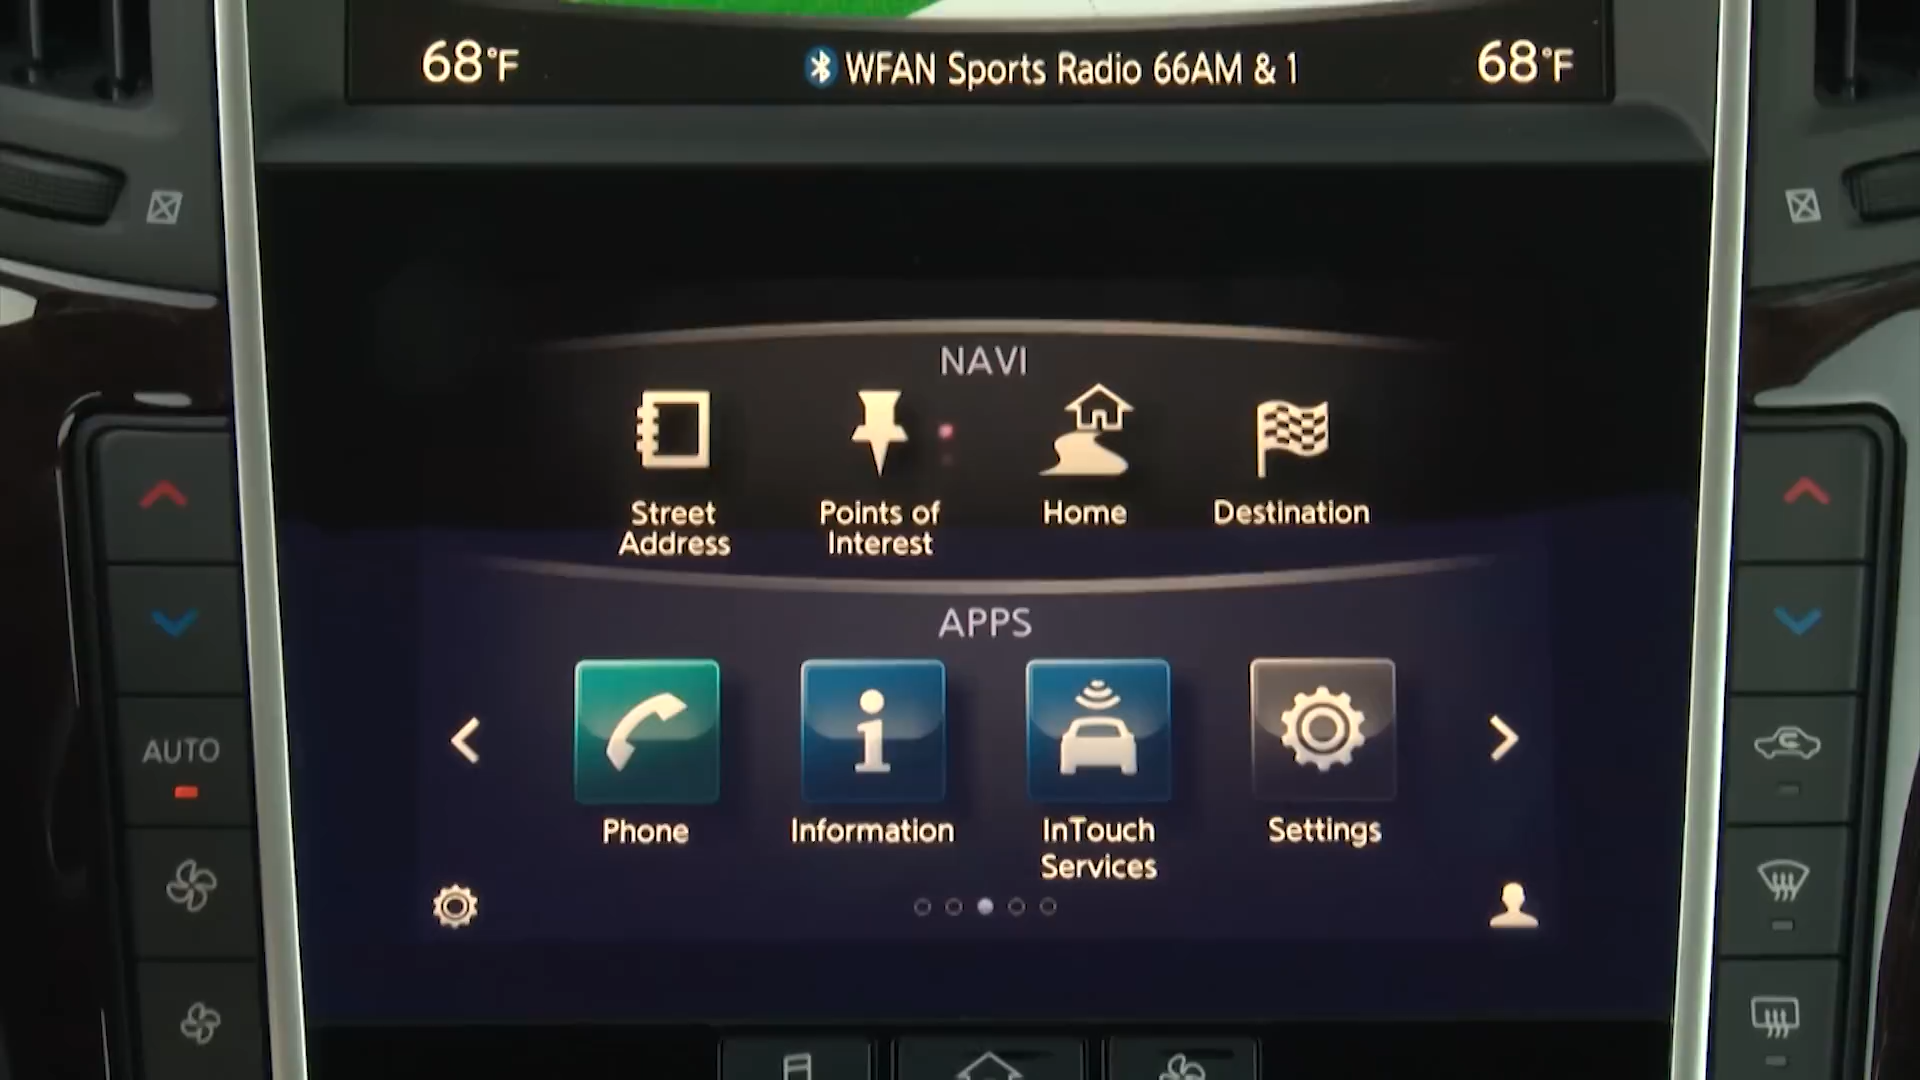 68°F
WFAN Sports Radio 66AM & 1
68°F
NAVI
Street
Address
Points of
Interest
Home
Destination
APPS
AUTO
Phone
Information
InTouch
Services
Settings